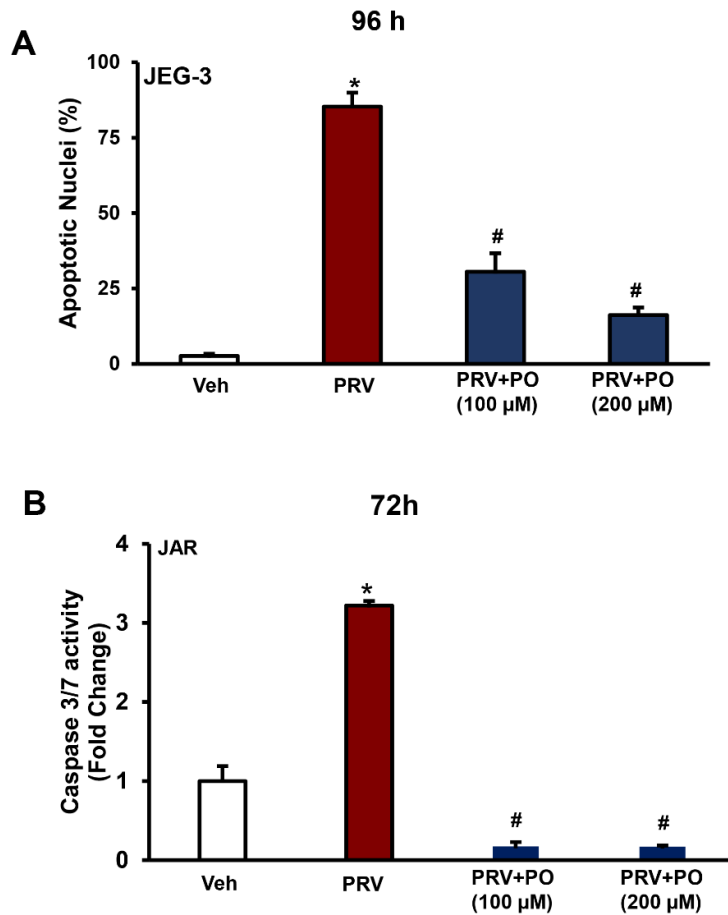 96 h
A
100
JEG-3
*
75
Apoptotic Nuclei (%)
50
#
#
25
0
Veh
PRV
PRV+PO
(100 µM)
PRV+PO
(200 µM)
B
72h
4
JAR
*
3
Caspase 3/7 activity
(Fold Change)
2
1
#
#
0
Veh
PRV
PRV+PO
(100 µM)
PRV+PO
(200 µM)